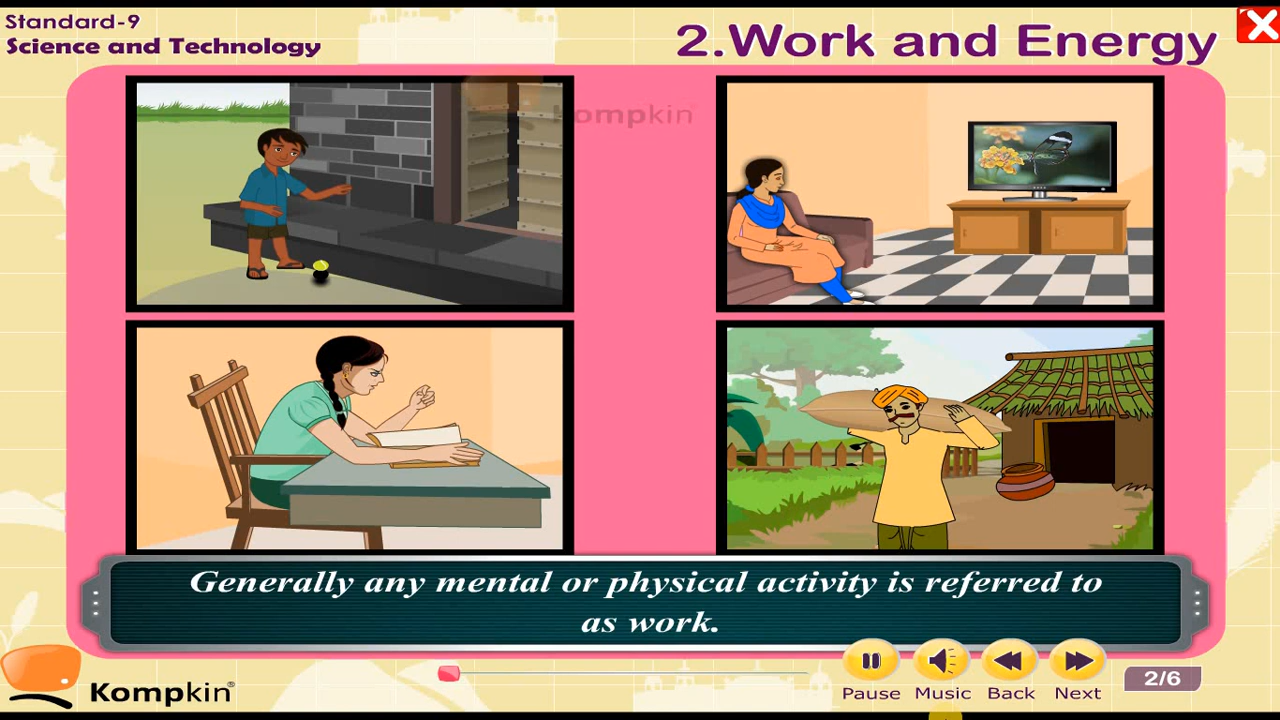 Standard-9
Science and Technology
2.Work and Energy
Kompkin
Generally any mental or physical activity is referred to
as work.
Kompkin®
Pause Music Back Next
2/6